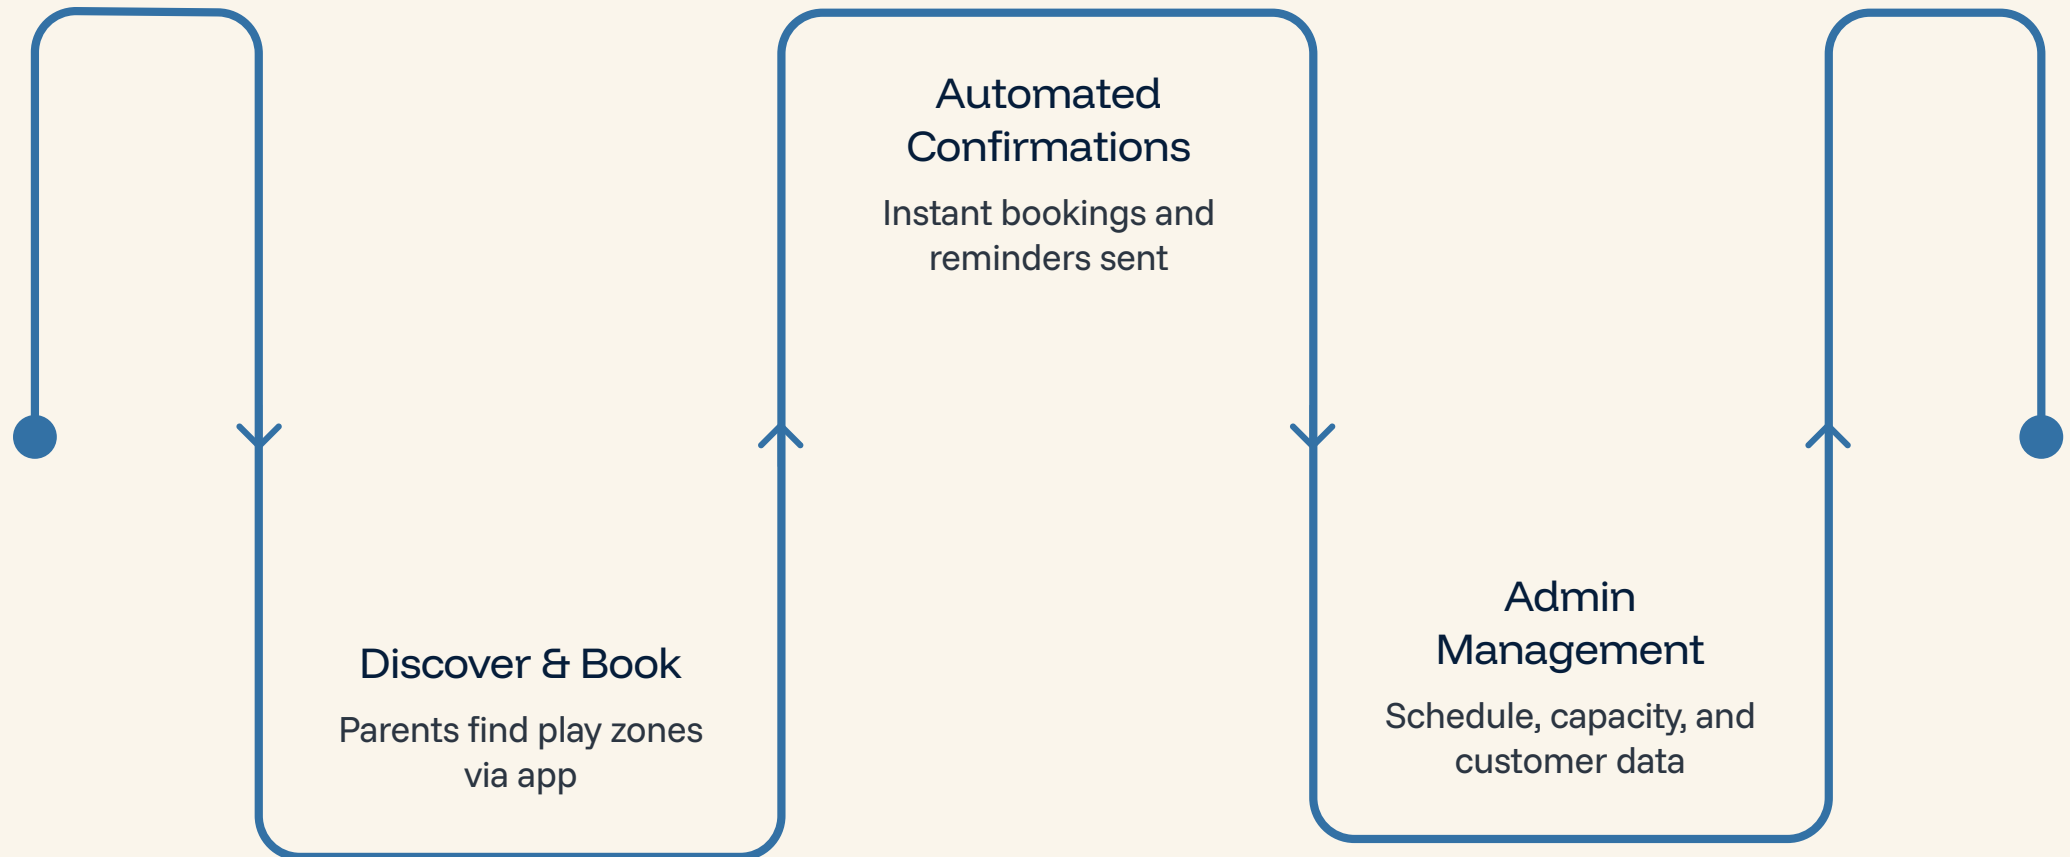 Discover & Book
Parents find play zones
via app
Automated
Confirmations
Instant bookings and
reminders sent
Admin
Management
Schedule, capacity, and
customer data